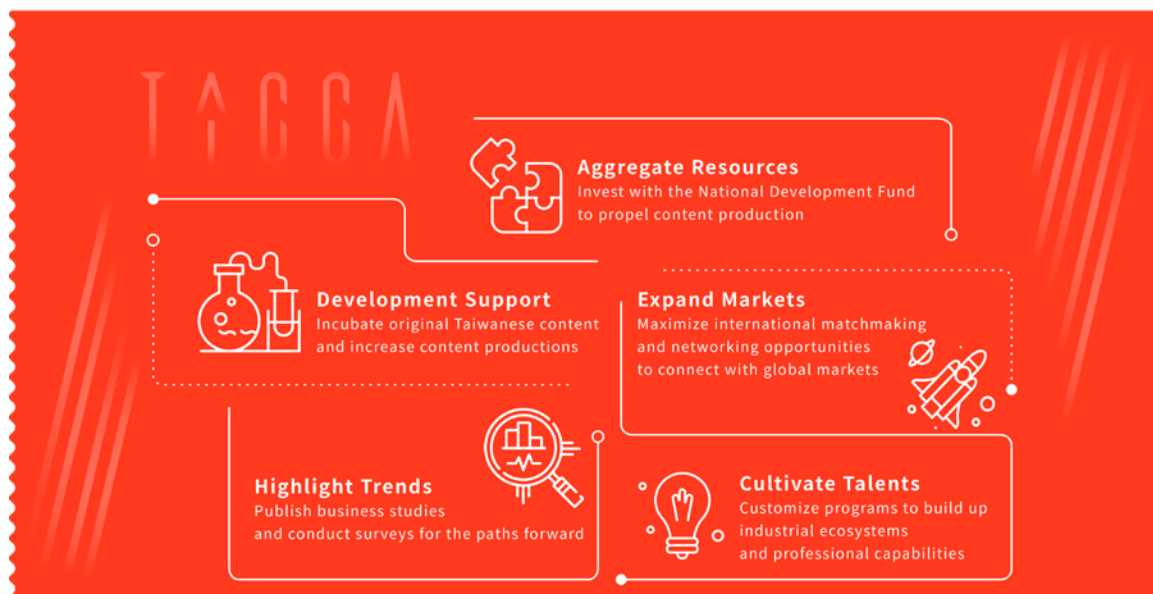 TAICCA
Aggregate Resources
Invest with the National Development Fund
to propel content production
Development Support
Incubate original Taiwanese content
and increase content productions
Expand Markets
Maximize international matchmaking
and networking opportunities
to connect with global markets
Highlight Trends
Publish business studies
and conduct surveys for the paths forward
Cultivate Talents
Customize programs to build up
industrial ecosystems
and professional capabilities